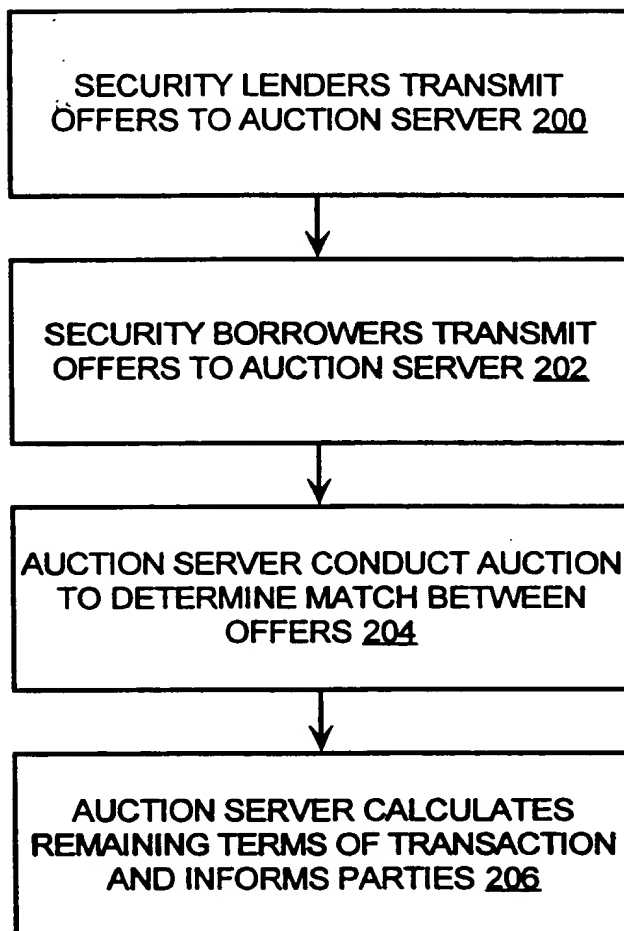 SECURITY LENDERS TRANSMIT
OFFERS TO AUCTION SERVER 200
SECURITY BORROWERS TRANSMIT
OFFERS TO AUCTION SERVER 202
AUCTION SERVER CONDUCT AUCTION
TO DETERMINE MATCH BETWEEN
OFFERS 204
AUCTION SERVER CALCULATES
REMAINING TERMS OF TRANSACTION
AND INFORMS PARTIES 206